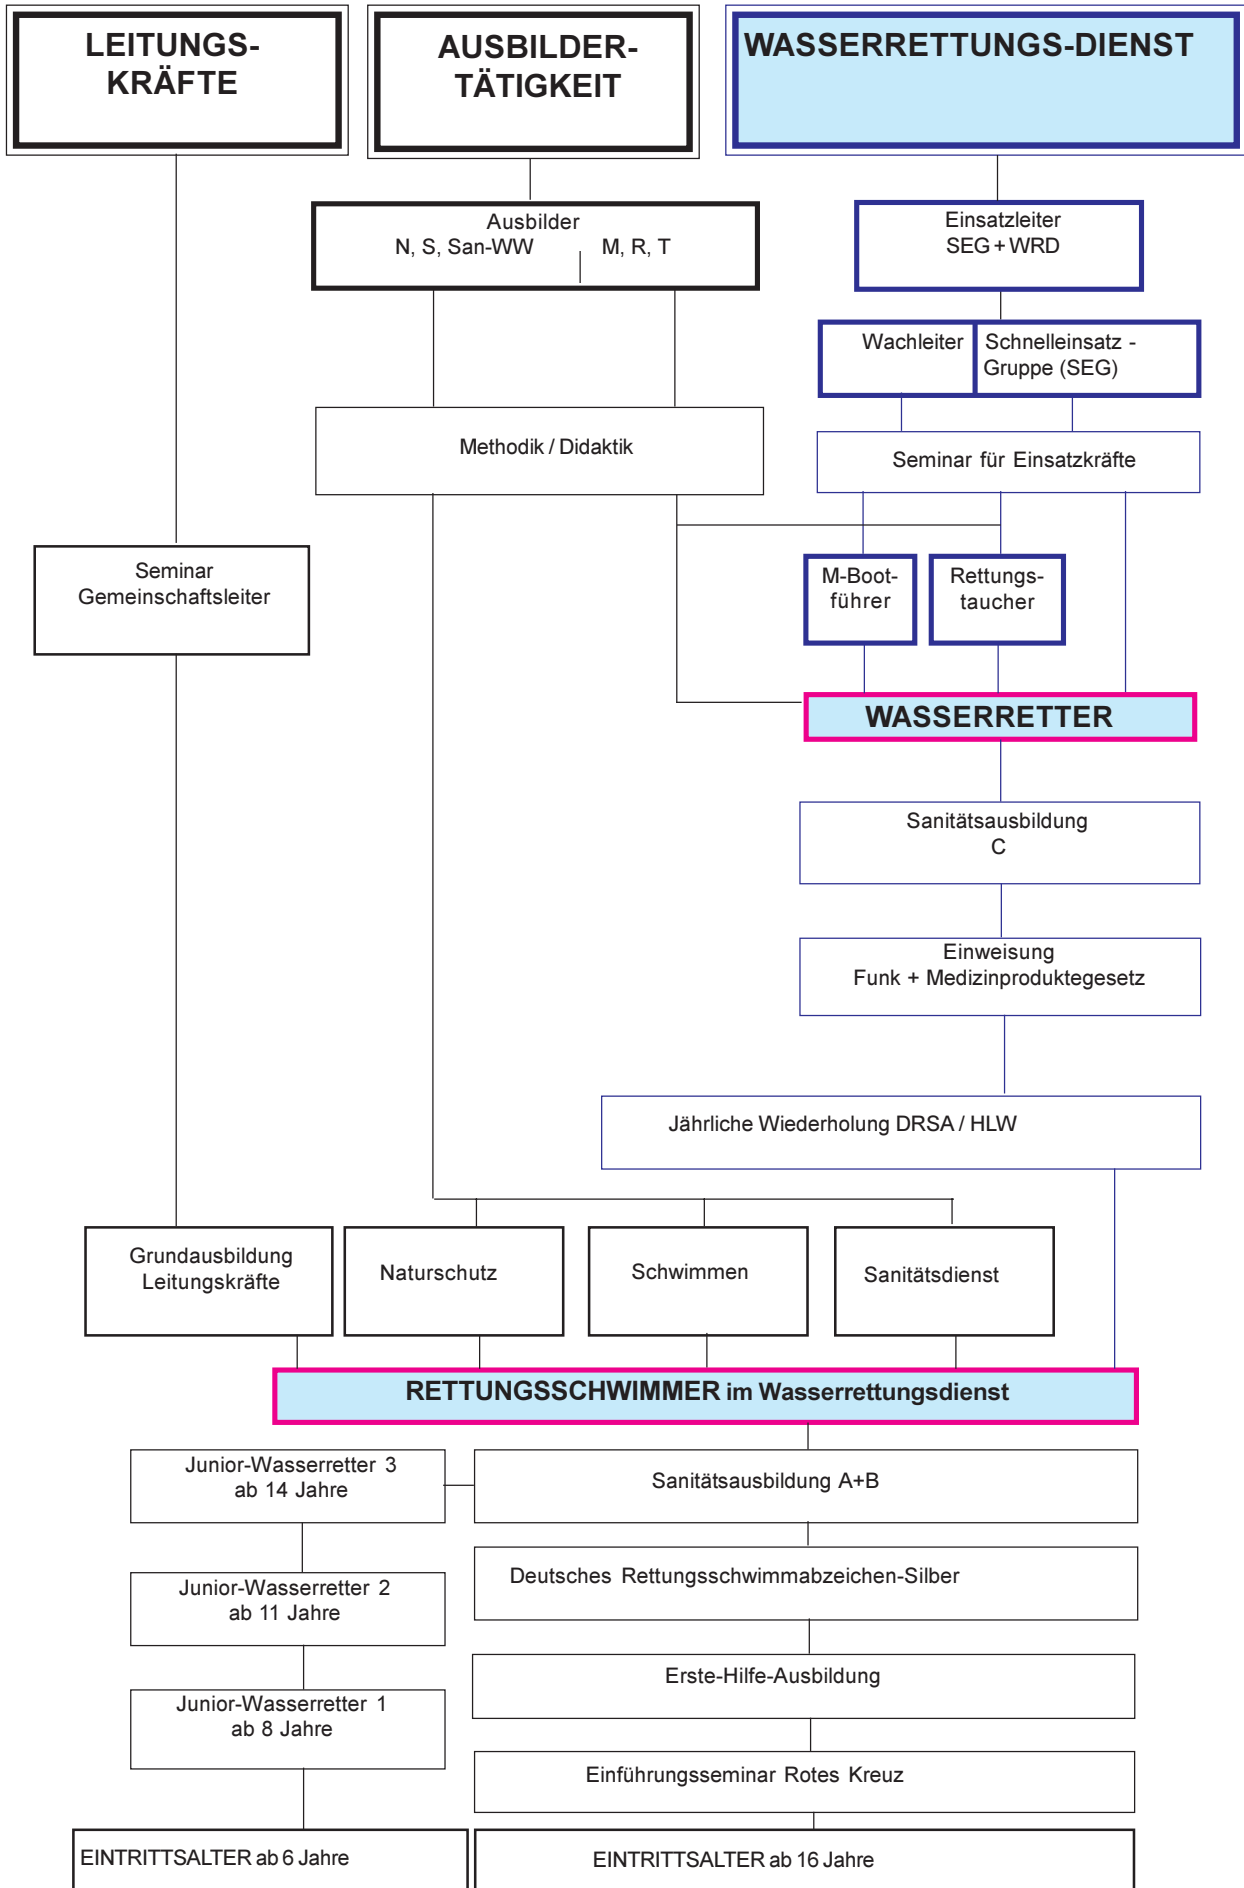 LEITUNGS-
KRÄFTE
AUSBILDER-
TÄTIGKEIT
WASSERRETTUNGS-DIENST
Ausbilder
N, S, San-WW
M, R, T
Einsatzleiter
SEG + WRD
Wachleiter
Schnelleinsatz -
Gruppe (SEG)
Methodik / Didaktik
Seminar für Einsatzkräfte
Seminar
Gemeinschaftsleiter
M-Boot-
führer
Rettungs-
taucher
WASSERRETTER
Sanitätsausbildung
C
Einweisung
Funk + Medizinproduktegesetz
Jährliche Wiederholung DRSA / HLW
Grundausbildung
Leitungskräfte
Naturschutz
Schwimmen
Sanitätsdienst
RETTUNGSSCHWIMMER im Wasserrettungsdienst
Junior-Wasserretter 3
ab 14 Jahre
Sanitätsausbildung A+B
Junior-Wasserretter 2
ab 11 Jahre
Deutsches Rettungsschwimmabzeichen-Silber
Junior-Wasserretter 1
ab 8 Jahre
Erste-Hilfe-Ausbildung
Einführungsseminar Rotes Kreuz
EINTRITTSALTER ab 6 Jahre
EINTRITTSALTER ab 16 Jahre